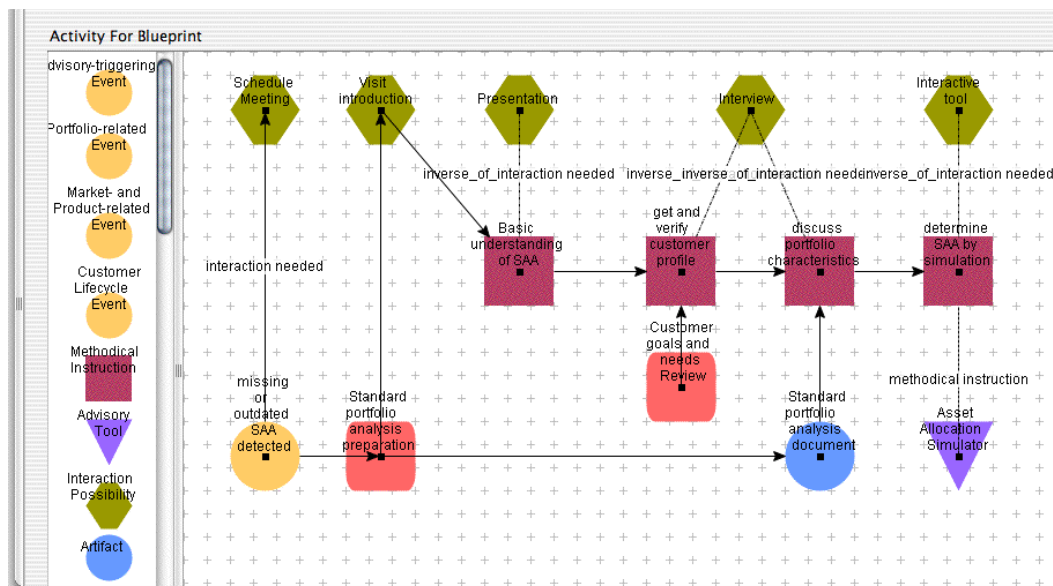 Activity For Blueprint
dvisory-triggering
Event
Portfolio-related
Event
Market- and
Product-related
Event
Customer
Lifecycle
Event
Methodical
Instruction
Advisory
Tool
Interaction
Possibility
Artifact
Schedule
Meeting
Visit
introduction
Presentation
Interview
Interactive
tool
inverse_of_interaction needed
inverse_inverse_of_interaction neede
inverse_of_interaction needed
interaction needed
Basic
understanding
of SAA
get and
verify
customer
profile
discuss
portfolio
characteristics
determine
SAA by
simulation
Customer
goals and
needs
Review
methodical instruction
missing
or
outdated
SAA
detected
Standard
portfolio
analysis
preparation
Standard
portfolio
analysis
document
Asset
Allocation
Simulator